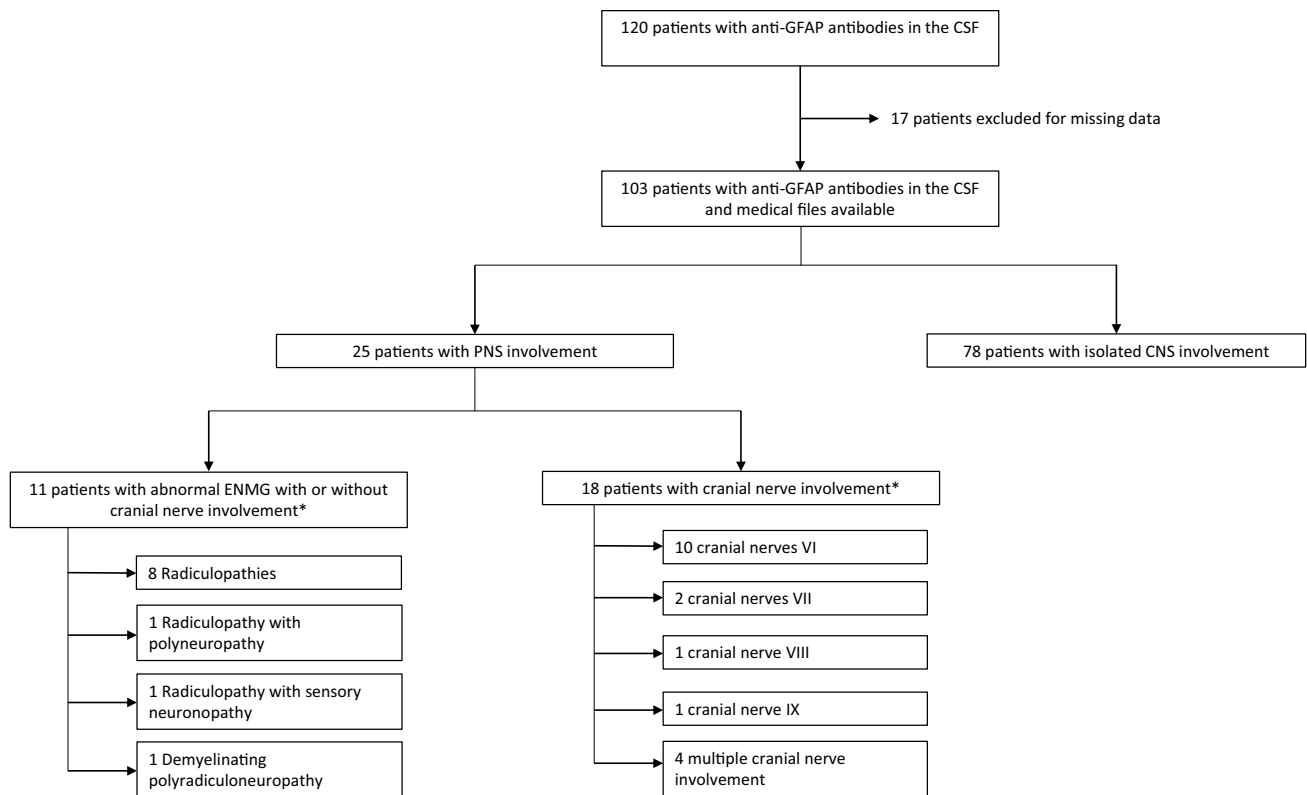 120 patients with anti-GFAP antibodies in the CSF
17 patients excluded for missing data
103 patients with anti-GFAP antibodies in the CSF
and medical files available
25 patients with PNS involvement
78 patients with isolated CNS involvement
11 patients with abnormal ENMG with or without
cranial nerve involvement*
8 Radiculopathies
1 Radiculopathy with
polyneuropathy
1 Radiculopathy with sensory
neuronopathy
1 Demyelinating
polyradiculoneuropathy
18 patients with cranial nerve involvement*
10 cranial nerves VI
2 cranial nerves VII
1 cranial nerve VIII
1 cranial nerve IX
4 multiple cranial nerve
involvement